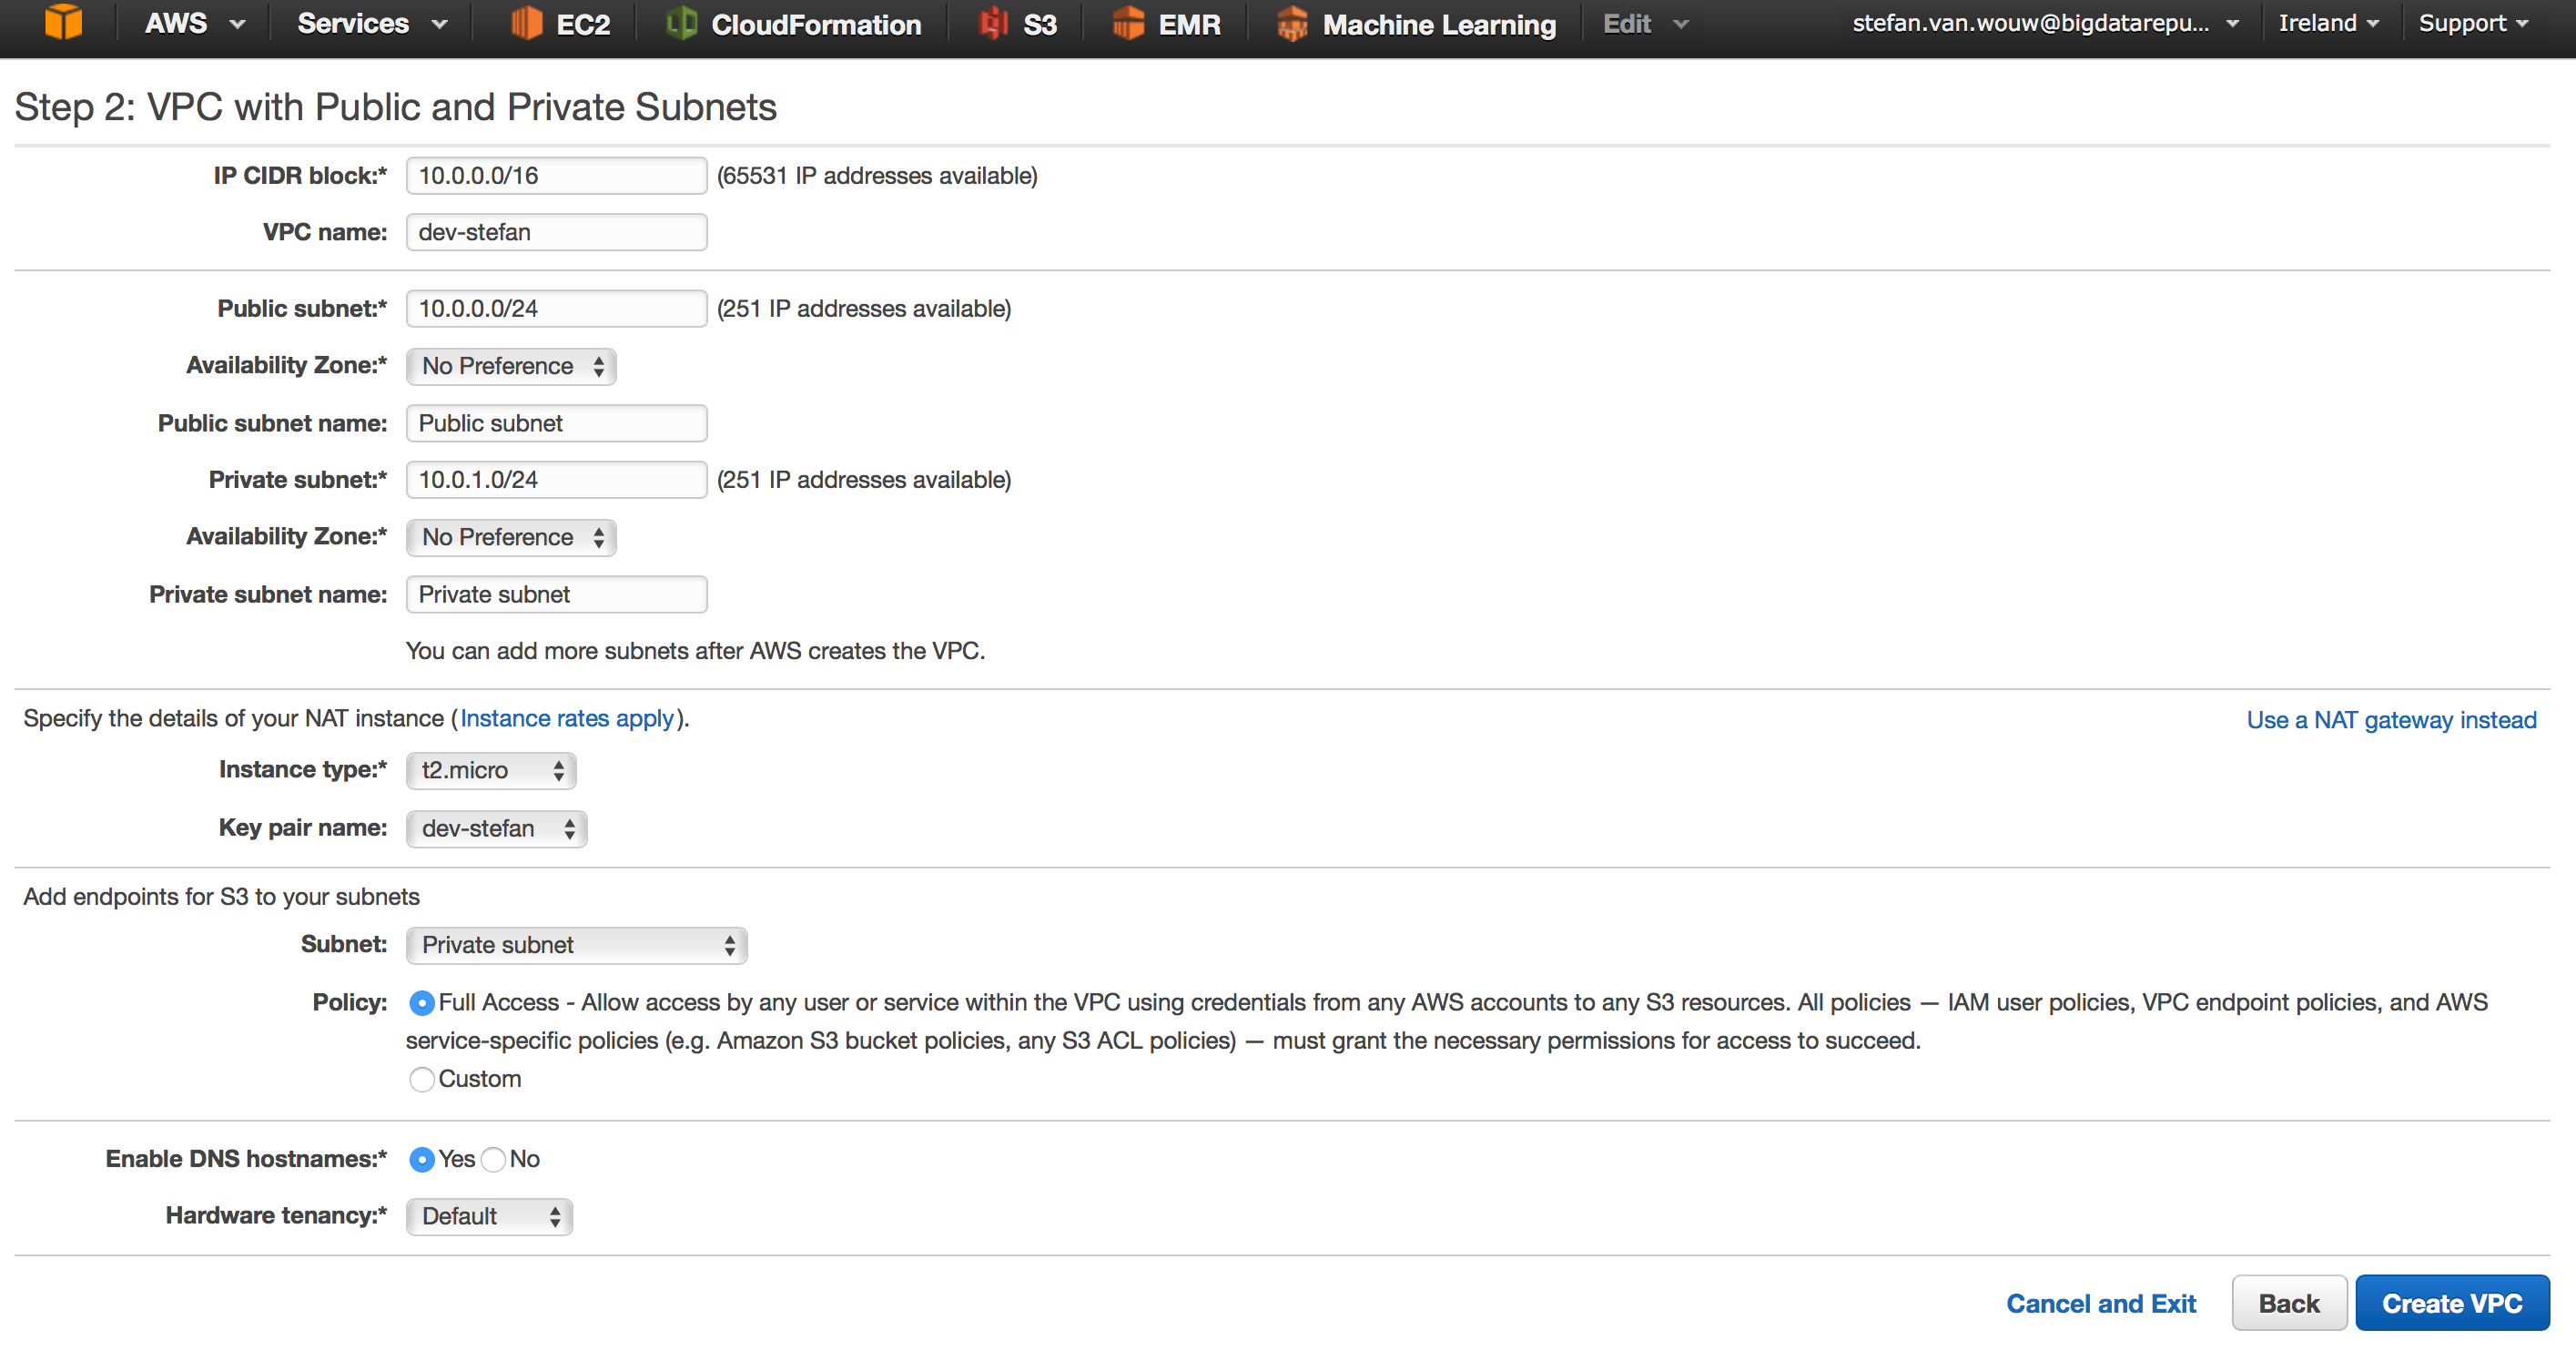 AWS Services EC2 CloudFormation S3 EMR Machine Learning Edit stefan.van.wouw@bigdatarepu... Ireland Support
Step 2: VPC with Public and Private Subnets
IP CIDR block:* 10.0.0.0/16 (65531 IP addresses available)
VPC name: dev-stefan
Public subnet:* 10.0.0.0/24 (251 IP addresses available)
Availability Zone:* No Preference
Public subnet name: Public subnet
Private subnet:* 10.0.1.0/24 (251 IP addresses available)
Availability Zone:* No Preference
Private subnet name: Private subnet
You can add more subnets after AWS creates the VPC.
Specify the details of your NAT instance (Instance rates apply). Use a NAT gateway instead
Instance type:* t2.micro
Key pair name: dev-stefan
Add endpoints for S3 to your subnets
Subnet: Private subnet
Policy: Full Access - Allow access by any user or service within the VPC using credentials from any AWS accounts to any S3 resources. All policies — IAM user policies, VPC endpoint policies, and AWS
service-specific policies (e.g. Amazon S3 bucket policies, any S3 ACL policies) — must grant the necessary permissions for access to succeed.
Custom
Enable DNS hostnames:* Yes No
Hardware tenancy:* Default
Cancel and Exit Back Create VPC